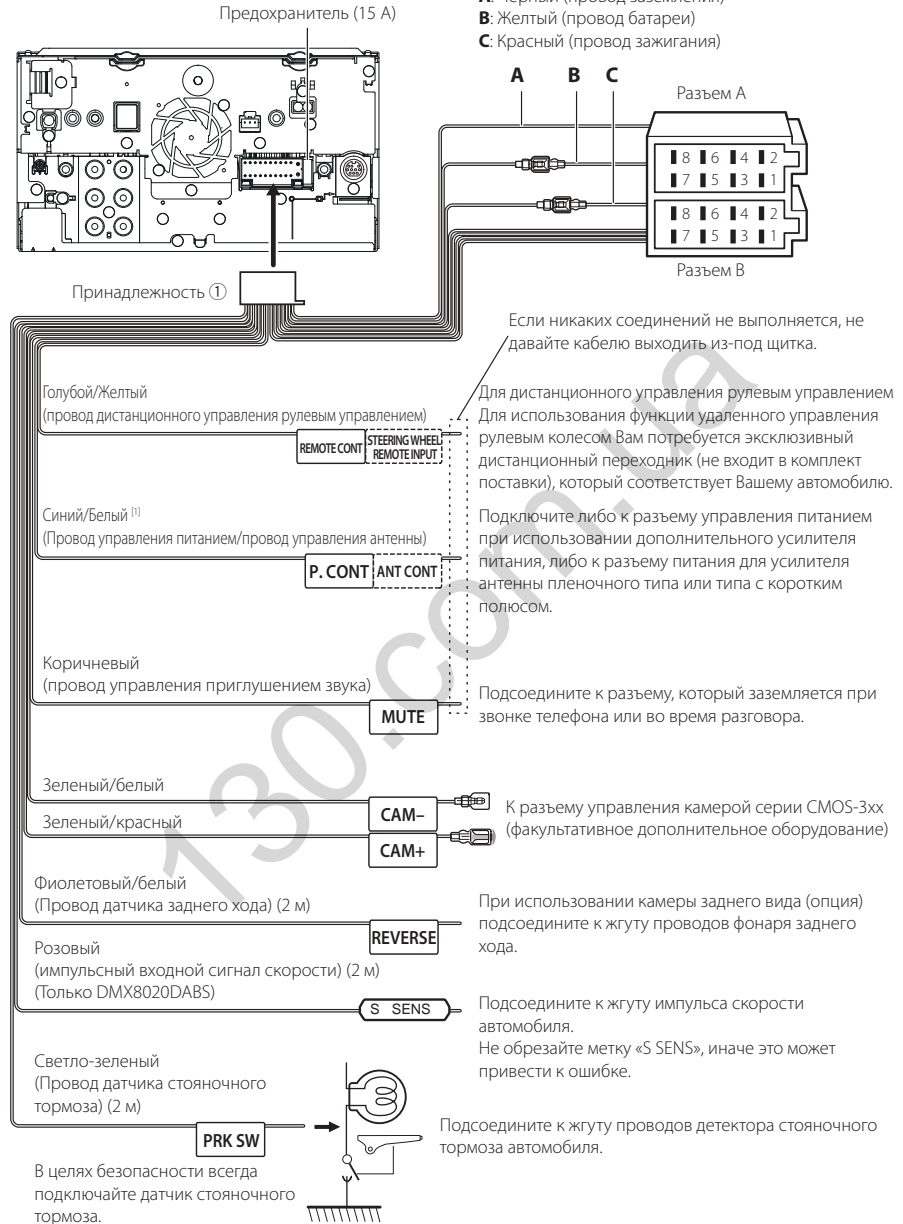 Предохранитель (15 A)
B: Желтый (провод батареи)
C: Красный (провод зажигания)
A B C
Разъем A
8 6 4 2
7 5 3 1
8 6 4 2
7 5 3 1
Разъем B
Принадлежность ①
Если никаких соединений не выполняется, не
давайте кабелю выходить из-под щитка.
Голубой/Желтый
(провод дистанционного управления рулевым управлением)
REMOTE CONT
STEERING WHEEL
REMOTE INPUT
Для дистанционного управления рулевым управлением
Для использования функции удаленного управления
рулевым колесом Вам потребуется эксклюзивный
дистанционный переходник (не входит в комплект
поставки), который соответствует Вашему автомобилю.
Синий/Белый [1]
(Провод управления питанием/провод управления антенны)
P. CONT ANT CONT
Подключите либо к разъему управления питанием
при использовании дополнительного усилителя
питания, либо к разъему питания для усилителя
антенны пленочного типа или типа с коротким
полюсом.
Коричневый
(провод управления приглушением звука)
MUTE
Подсоедините к разъему, который заземляется при
звонке телефона или во время разговора.
Зеленый/белый
CAM–
Зеленый/красный
CAM+
К разъему управления камерой серии CMOS-3xx
(факультативное дополнительное оборудование)
Фиолетовый/белый
(Провод датчика заднего хода) (2 м)
REVERSE
При использовании камеры заднего вида (опция)
подсоедините к жгуту проводов фонаря заднего
хода.
Розовый
(импульсный входной сигнал скорости) (2 м)
(Только DMX8020DABS)
S SENS
Подсоедините к жгуту импульса скорости
автомобиля.
Не обрезайте метку «S SENS», иначе это может
привести к ошибке.
Светло-зеленый
(Провод датчика стояночного
тормоза) (2 м)
PRK SW
Подсоедините к жгуту проводов детектора стояночного
тормоза автомобиля.
В целях безопасности всегда
подключайте датчик стояночного
тормоза.
130.com.ua